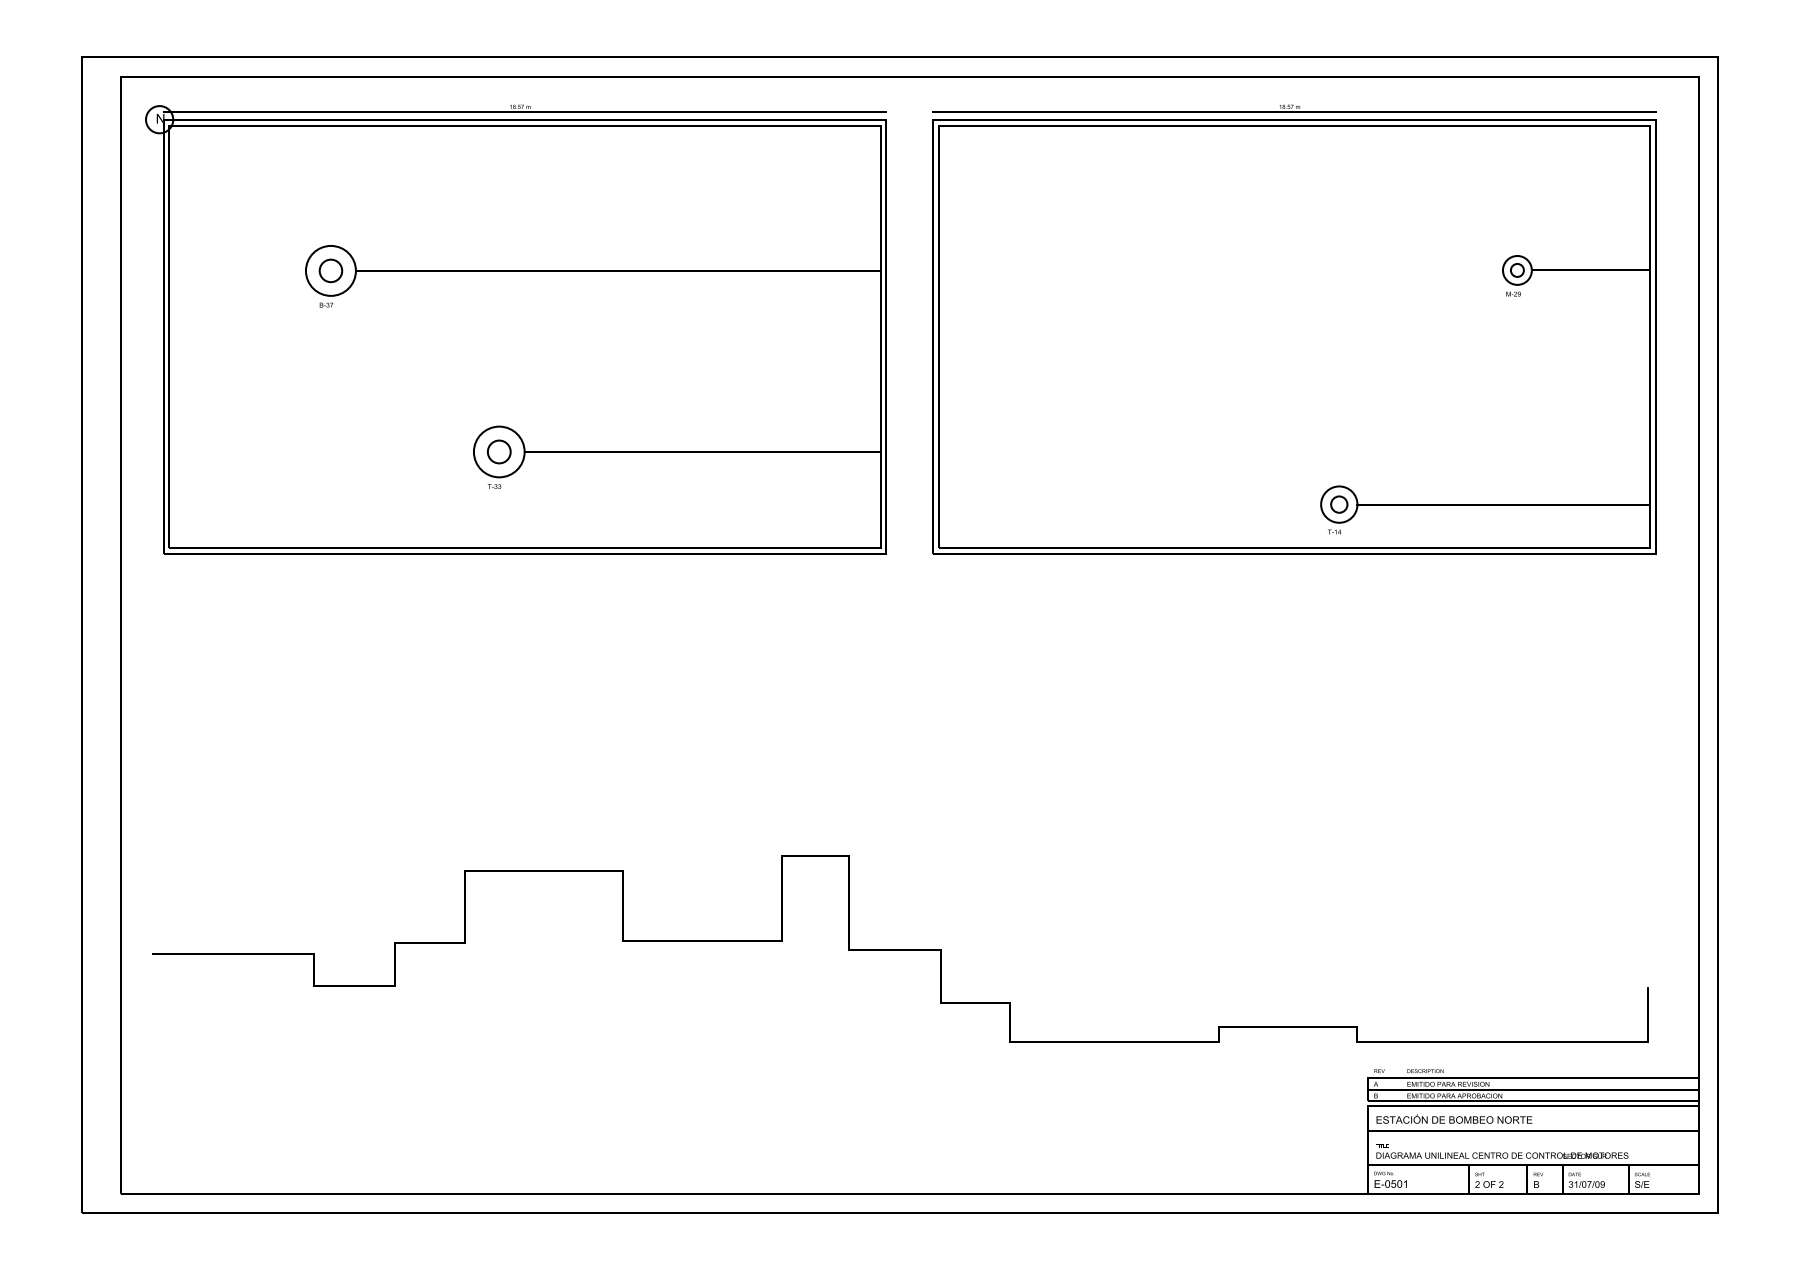 18.57 m
18.57 m
N
B-37
M-29
T-33
T-14
REV DESCRIPTION
A EMITIDO PARA REVISION
B EMITIDO PARA APROBACION
ESTACIÓN DE BOMBEO NORTE
TITLE
DIAGRAMA UNILINEAL CENTRO DE CONTROL DE MOTORES
DWG No. SHT REV DATE SCALE
E-0501 2 OF 2 B 31/07/09 S/E